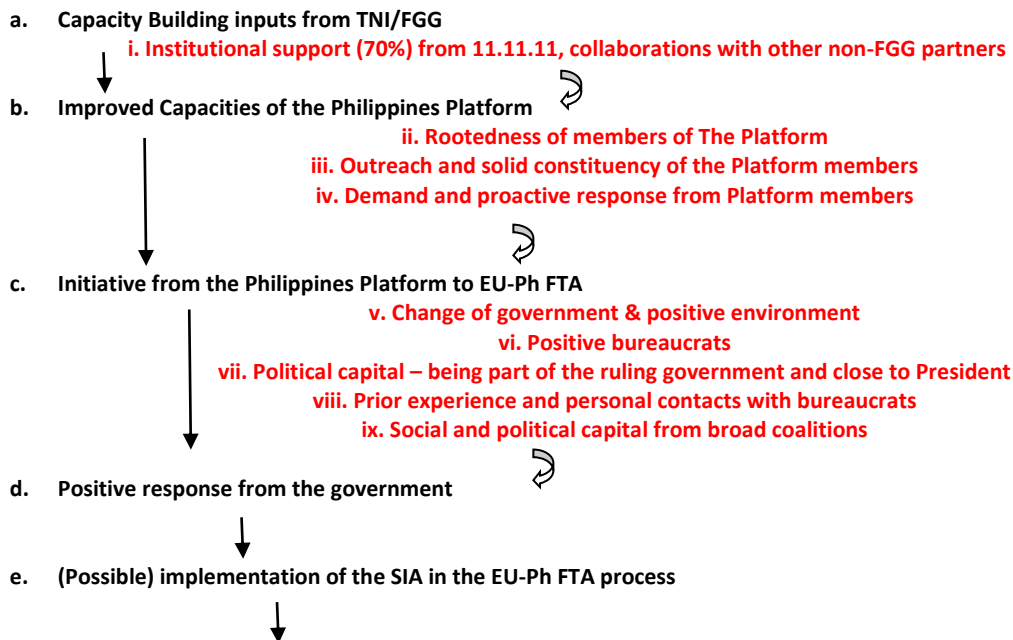 a. Capacity Building inputs from TNI/FGG
i. Institutional support (70%) from 11.11.11, collaborations with other non-FGG partners
b. Improved Capacities of the Philippines Platform
ii. Rootedness of members of The Platform
iii. Outreach and solid constituency of the Platform members
iv. Demand and proactive response from Platform members
c. Initiative from the Philippines Platform to EU-Ph FTA
v. Change of government & positive environment
vi. Positive bureaucrats
vii. Political capital – being part of the ruling government and close to President
viii. Prior experience and personal contacts with bureaucrats
ix. Social and political capital from broad coalitions
d. Positive response from the government
e. (Possible) implementation of the SIA in the EU-Ph FTA process